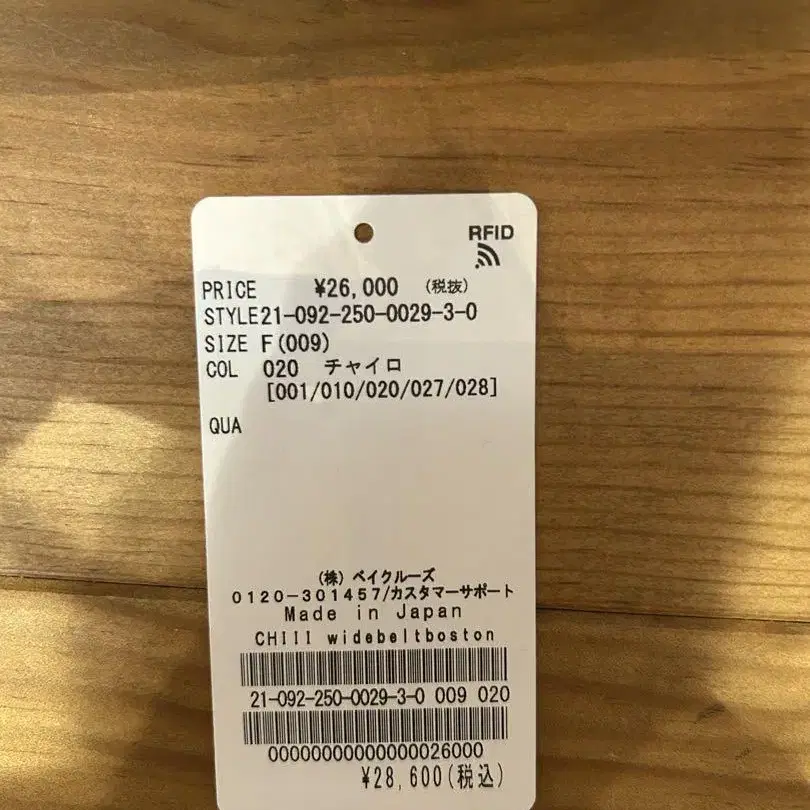 RFID
PRICE ¥26,000 (税抜)
STYLE21-092-250-0029-3-0
SIZE F(009)
COL 020 チャイロ
[001/010/020/027/028]
QUA
(株) ベイクルーズ
0120-301457/カスタマーサポート
Made in Japan
CHIII widebeltboston
21-092-250-0029-3-0 009 020
00000000000000026000
¥28,600(税込)